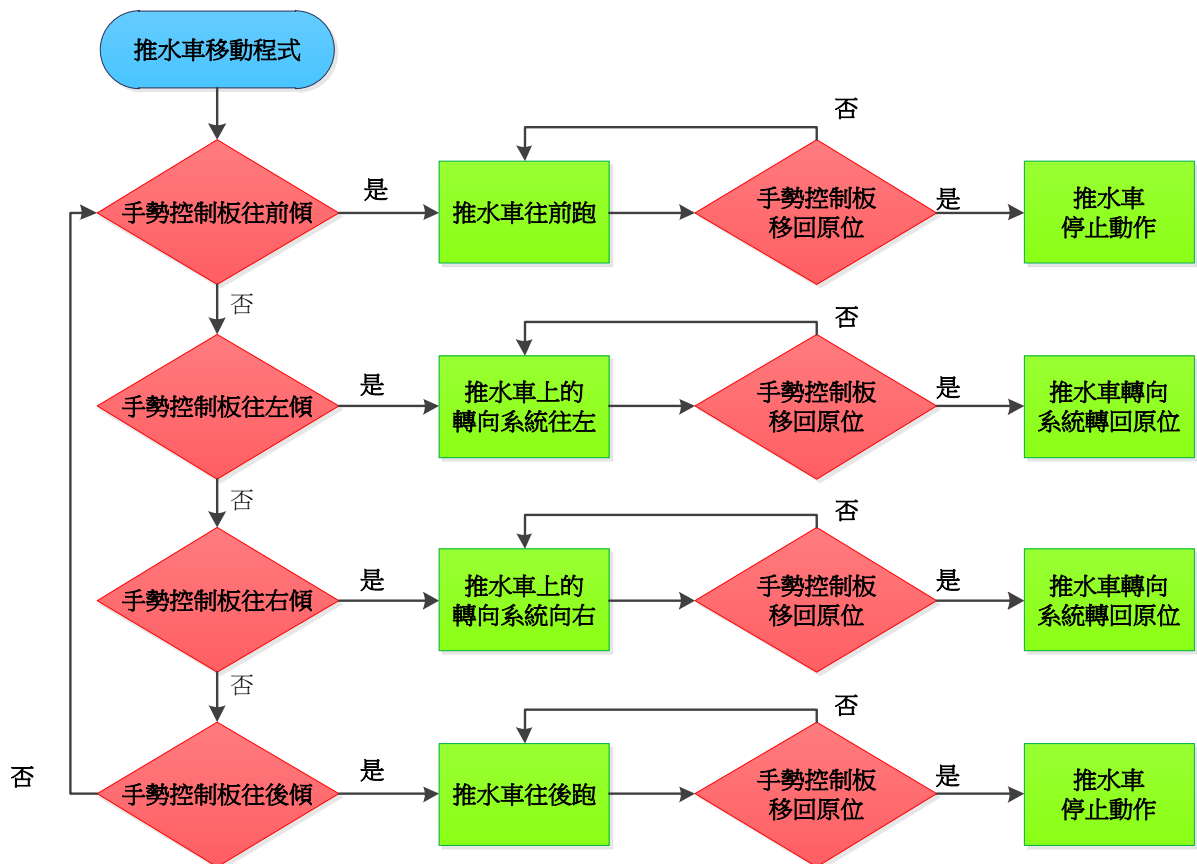 推水車移動程式
否
手勢控制板往前傾
是
推水車往前跑
手勢控制板
移回原位
是
推水車
停止動作
否
否
手勢控制板往左傾
是
推水車上的
轉向系統往左
手勢控制板
移回原位
是
推水車轉向
系統轉回原位
否
否
手勢控制板往右傾
是
推水車上的
轉向系統向右
手勢控制板
移回原位
是
推水車轉向
系統轉回原位
否
否
否
手勢控制板往後傾
是
推水車往後跑
手勢控制板
移回原位
是
推水車
停止動作